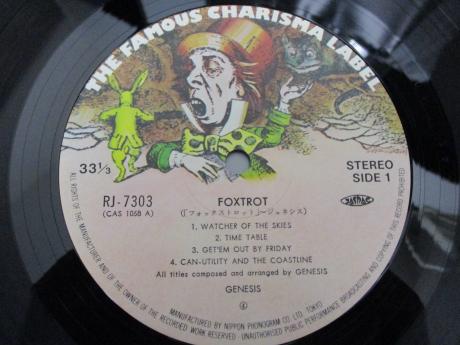 THE FAMOUS CHARISMA LABEL
33⅓
STEREO
SIDE 1
RJ-7303
(CAS 1058 A)
FOXTROT
(「フォックストロット」〜ジェネシス)
1. WATCHER OF THE SKIES
2. TIME TABLE
3. GET'EM OUT BY FRIDAY
4. CAN-UTILITY AND THE COASTLINE
All titles composed and arranged by GENESIS
GENESIS
JASRAC
④
ALL RIGHTS OF THE MANUFACTURER AND OF THE OWNER OF THE RECORDED WORK RESERVED · UNAUTHORISED PUBLIC PERFORMANCE BROADCASTING AND COPYING OF THIS RECORD PROHIBITED
MANUFACTURED BY NIPPON PHONOGRAM CO. LTD. TOKYO